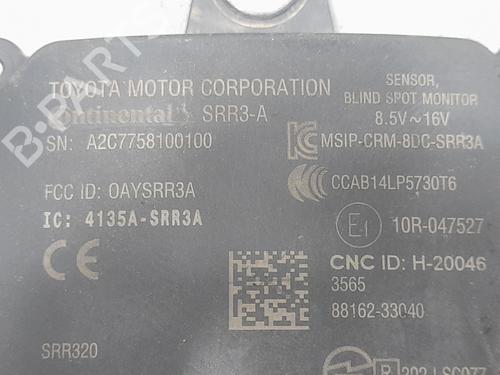 TOYOTA MOTOR CORPORATION
Continental SRR3-A
SN: A2C7758100100
FCC ID: OAYSRR3A
IC: 4135A-SRR3A
CE
SRR320
SENSOR,
BLIND SPOT MONITOR
8.5V~16V
MSIP-CRM-8DC-SRR3A
CCAB14LP5730T6
E1 10R-047527
CNC ID: H-20046
3565
88162-33040
R
B-PARTS